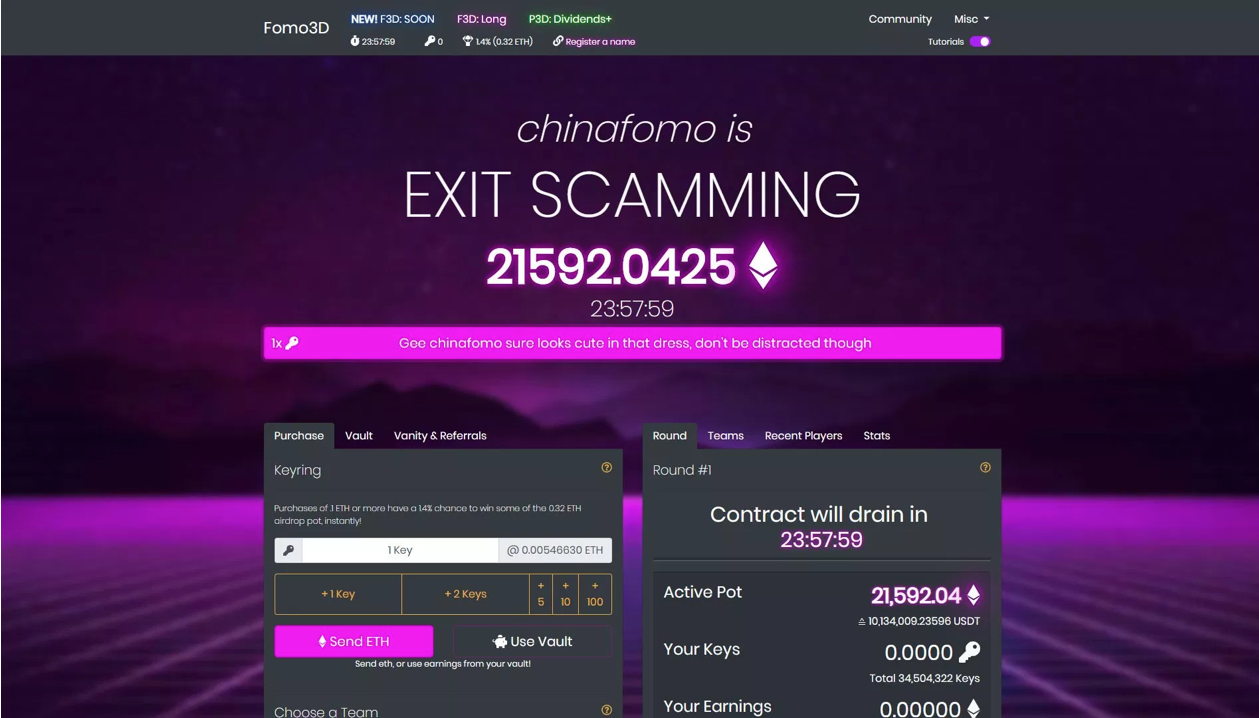 Fomo3D
NEW! F3D: SOON
F3D: Long
P3D: Dividends+
Community
Misc
23:57:59
0
1.4% (0.32 ETH)
Register a name
Tutorials
chinafomo is
EXIT SCAMMING
21592.0425
23:57:59
1x
Gee chinafomo sure looks cute in that dress, don't be distracted though
Purchase
Vault
Vanity & Referrals
Keyring
Purchases of .1 ETH or more have a 1.4% chance to win some of the 0.32 ETH
airdrop pot, instantly!
1 Key
@ 0.00546630 ETH
+ 1 Key
+ 2 Keys
+
5
+
10
+
100
Send ETH
Use Vault
Send eth, or use earnings from your vault!
Choose a Team
Round
Teams
Recent Players
Stats
Round #1
Contract will drain in
23:57:59
Active Pot
21,592.04
≙ 10,134,009.23596 USDT
Your Keys
0.0000
Total 34,504,322 Keys
Your Earnings
0.00000